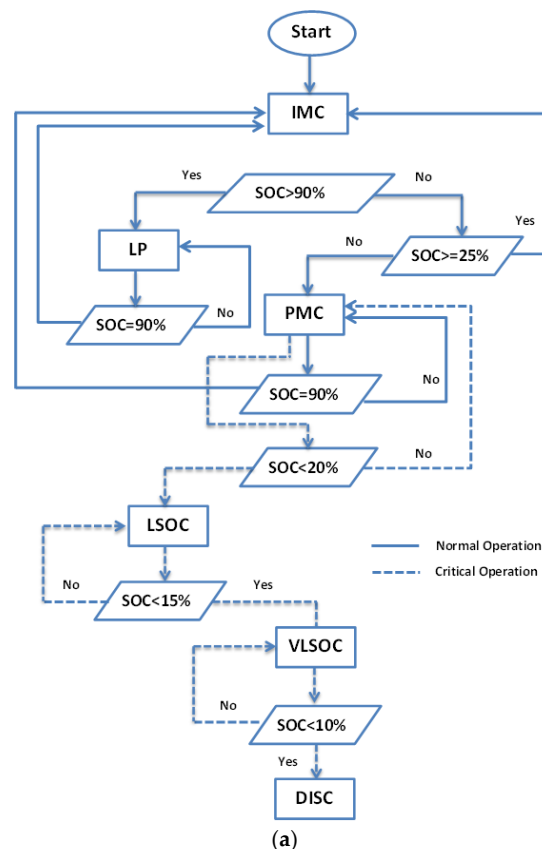 Start
IMC
Yes
No
SOC>90%
Yes
No
LP
SOC>=25%
SOC=90%
No
PMC
SOC=90%
No
SOC<20%
No
LSOC
Normal Operation
No
Yes
SOC<15%
Critical Operation
VLSOC
No
SOC<10%
Yes
DISC
(a)